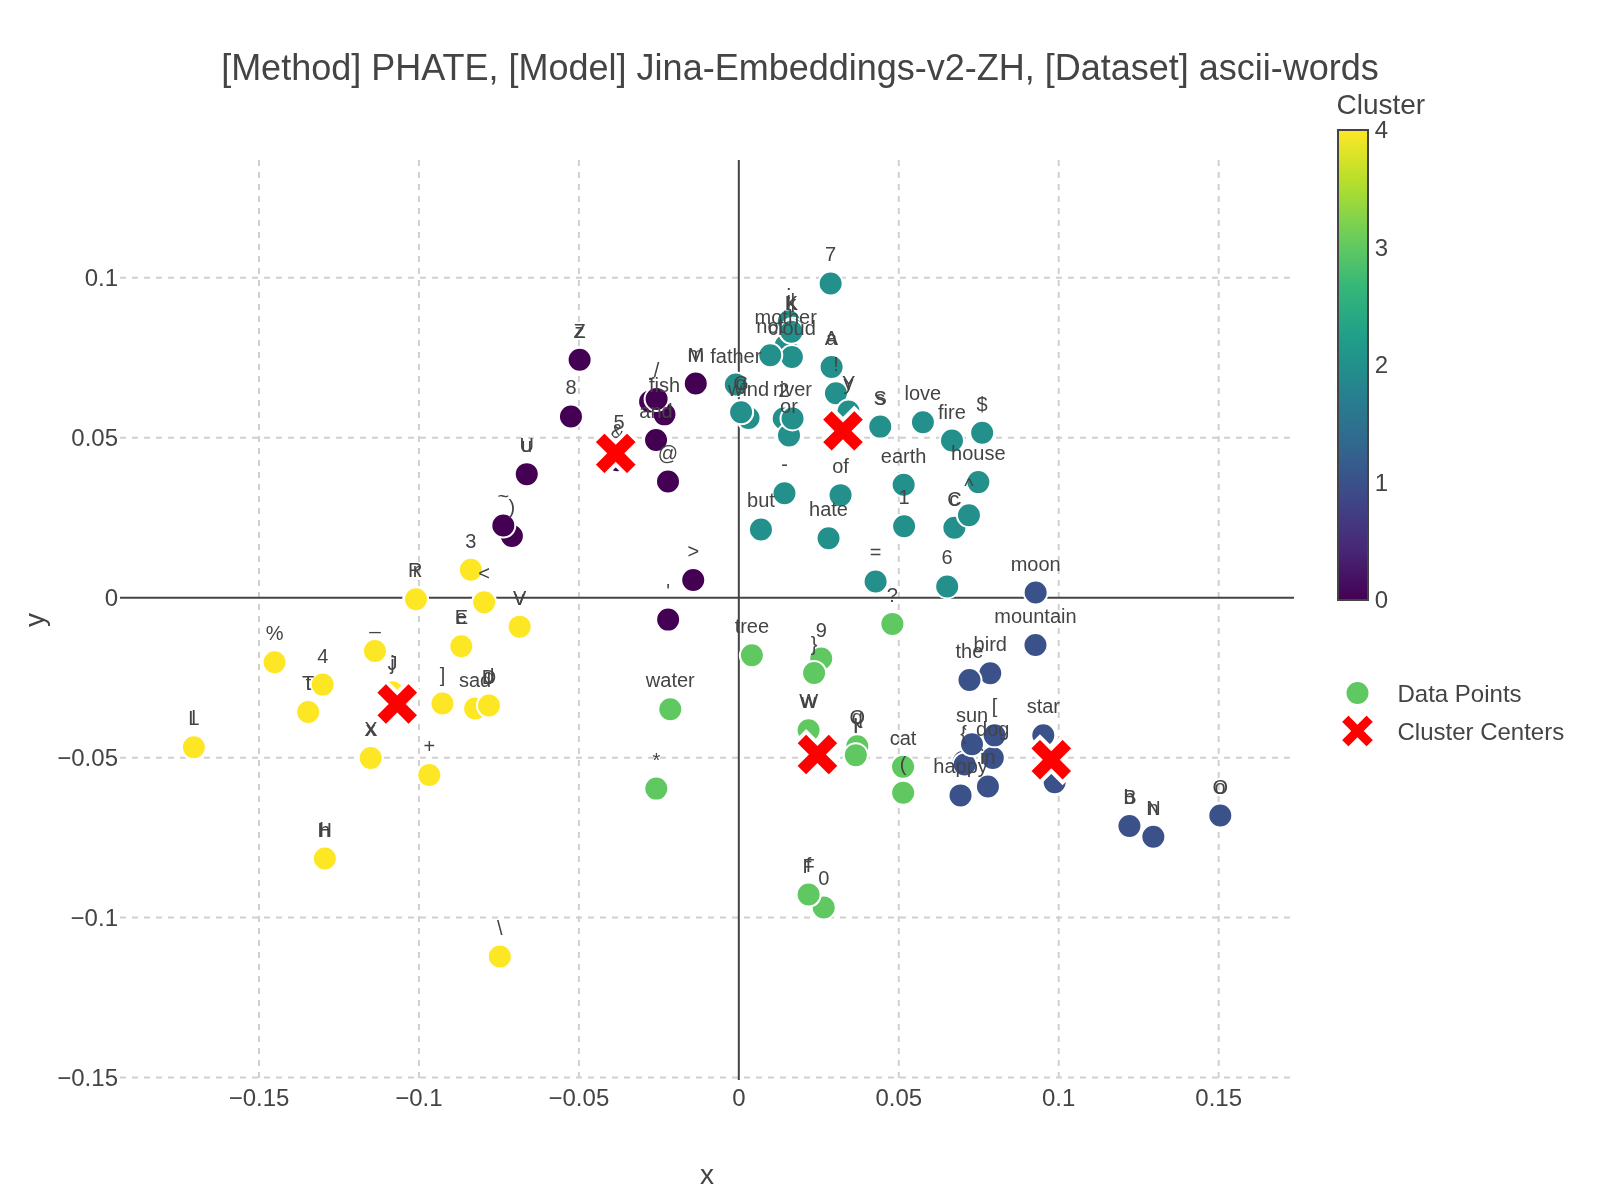 [Method] PHATE, [Model] Jina-Embeddings-v2-ZH, [Dataset] ascii-words
Cluster
4
3
2
1
0
Data Points
Cluster Centers
0.1
0.05
0
−0.05
−0.1
−0.15
y
−0.15
−0.1
−0.05
0
0.05
0.1
0.15
x
7
mother
cloud
Z
M
father
/
fish
8
wind
river
2
or
!
love
fire
$
and
5
&
@
earth
house
-
of
^
but
hate
1
~
)
3
>
=
6
moon
<
'
?
mountain
V
tree
9
}
the
bird
%
_
4
]
sad
water
star
[
sun
dog
{
happy
L
X
+
*
cat
(
W
H
F
0
B
N
O
\